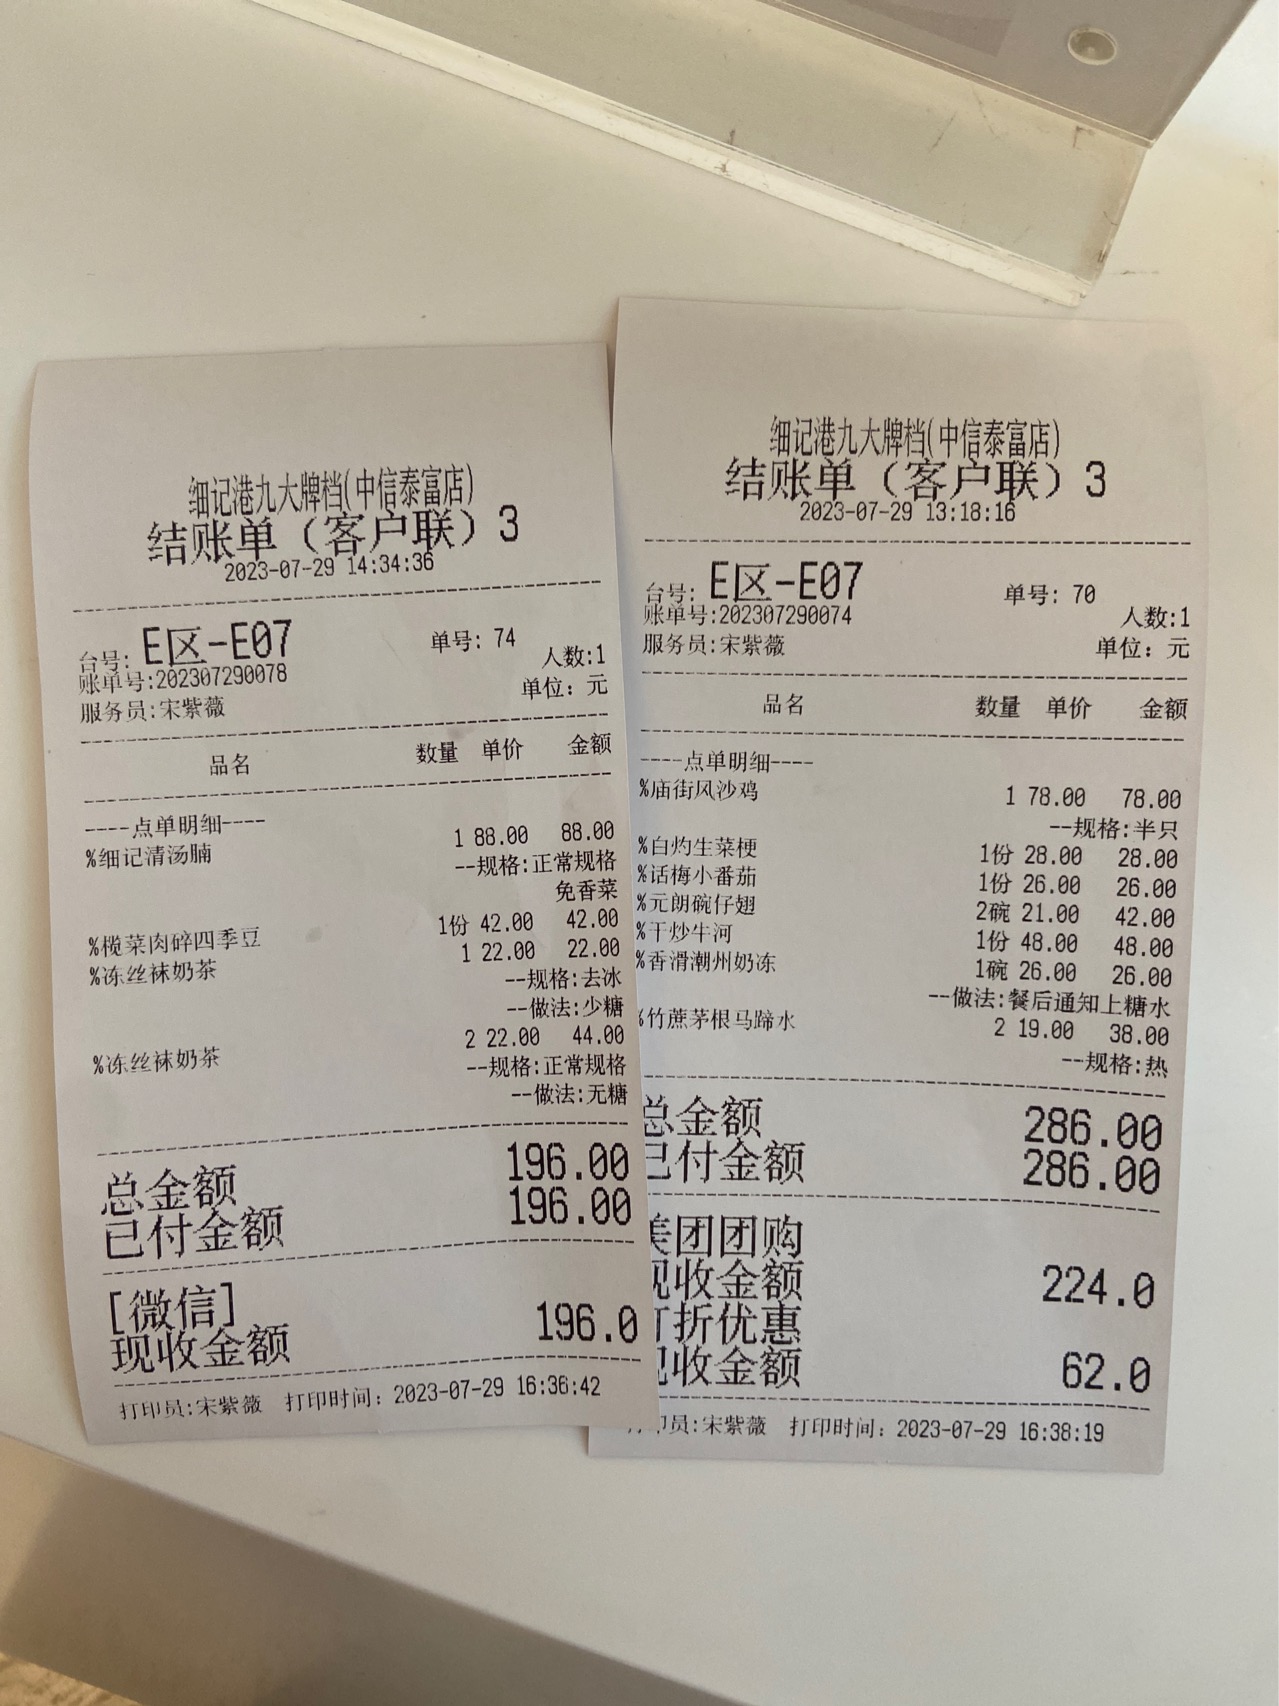 细记港九大牌档(中信泰富店)
结账单（客户联）3
2023-07-29 14:34:36
台号: E区-E07 单号: 74
账单号:202307290078 人数:1
服务员:宋紫薇 单位: 元
品名 数量 单价 金额
----点单明细----
%细记清汤腩 1 88.00 88.00
--规格:正常规格
免香菜
%榄菜肉碎四季豆 1份 42.00 42.00
%冻丝袜奶茶 1 22.00 22.00
--规格:去冰
--做法:少糖
%冻丝袜奶茶 2 22.00 44.00
--规格:正常规格
--做法:无糖
总金额 196.00
已付金额 196.00
[微信]
现收金额 196.0
打印员:宋紫薇 打印时间: 2023-07-29 16:36:42
细记港九大牌档(中信泰富店)
结账单（客户联）3
2023-07-29 13:18:16
台号: E区-E07 单号: 70
账单号:202307290074 人数:1
服务员:宋紫薇 单位: 元
品名 数量 单价 金额
----点单明细----
%庙街风沙鸡 1 78.00 78.00
--规格:半只
%白灼生菜梗 1份 28.00 28.00
%话梅小番茄 1份 26.00 26.00
%元朗碗仔翅 2碗 21.00 42.00
%干炒牛河 1份 48.00 48.00
%香滑潮州奶冻 1碗 26.00 26.00
--做法:餐后通知上糖水
%竹蔗茅根马蹄水 2 19.00 38.00
--规格:热
总金额 286.00
已付金额 286.00
美团团购
现收金额 224.0
打折优惠
现收金额 62.0
打印员:宋紫薇 打印时间: 2023-07-29 16:38:19